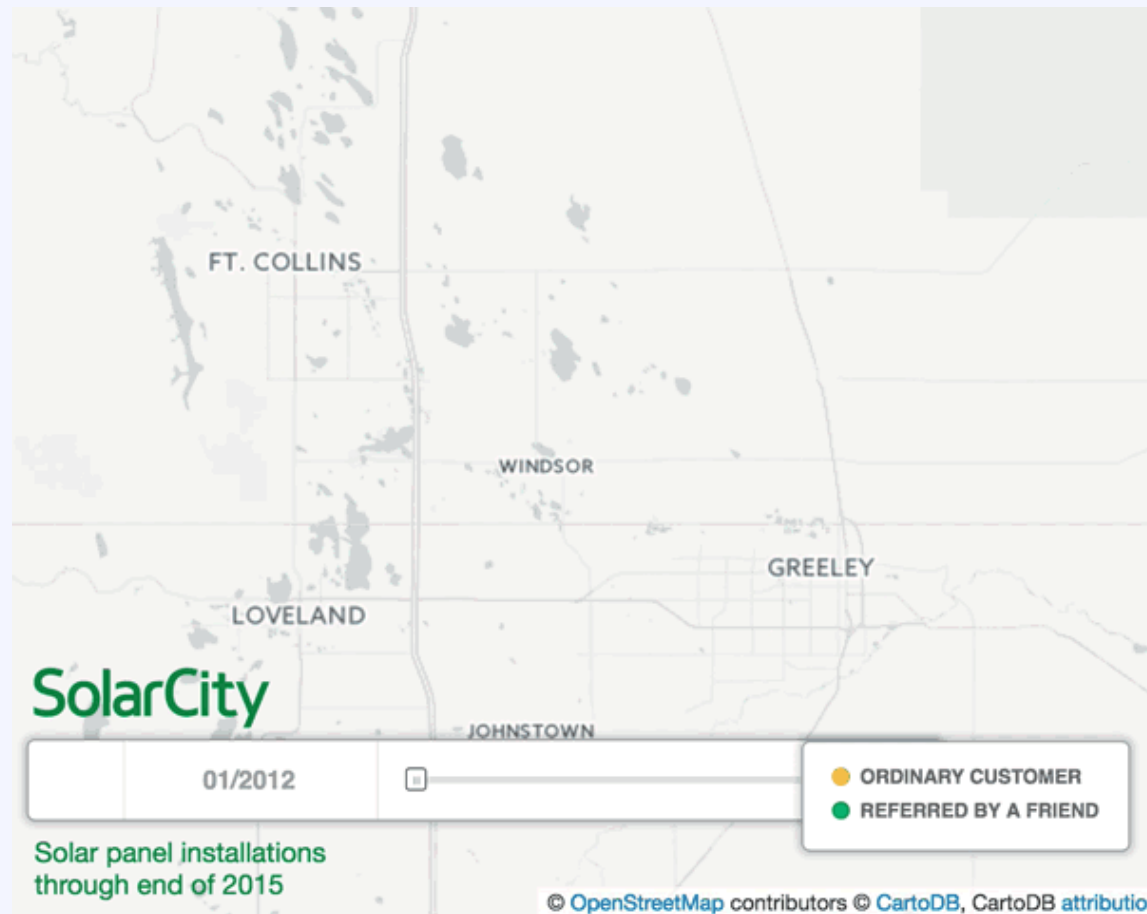 FT. COLLINS
WINDSOR
GREELEY
LOVELAND
SolarCity
JOHNSTOWN
01/2012
ORDINARY CUSTOMER
REFERRED BY A FRIEND
Solar panel installations
through end of 2015
© OpenStreetMap contributors © CartoDB, CartoDB attributio